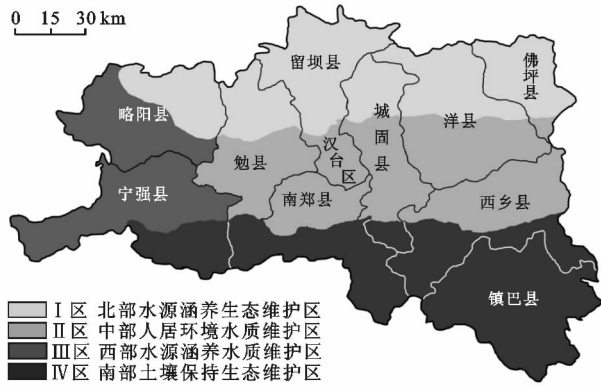 0 15 30 km
留坝县
佛坪县
略阳县
城固县
洋县
汉台区
勉县
宁强县
南郑县
西乡县
镇巴县
Ⅰ区 北部水源涵养生态维护区
Ⅱ区 中部人居环境水质维护区
Ⅲ区 西部水源涵养水质维护区
Ⅳ区 南部土壤保持生态维护区